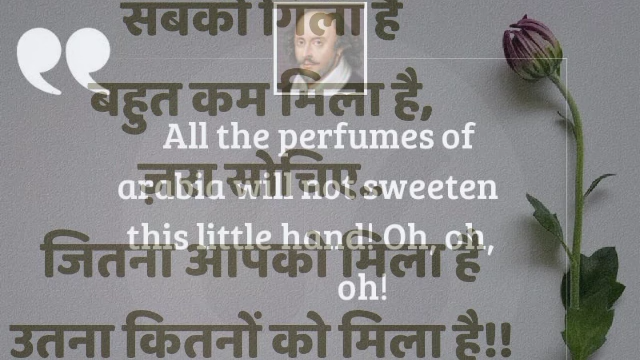 सबको गिला है
बहुत कम मिला है,
All the perfumes of
ज़रा सोचिए..
arabia will not sweeten
this little hand! Oh, oh,
जितना आपको मिला है
oh!
उतना कितनों को मिला है!!